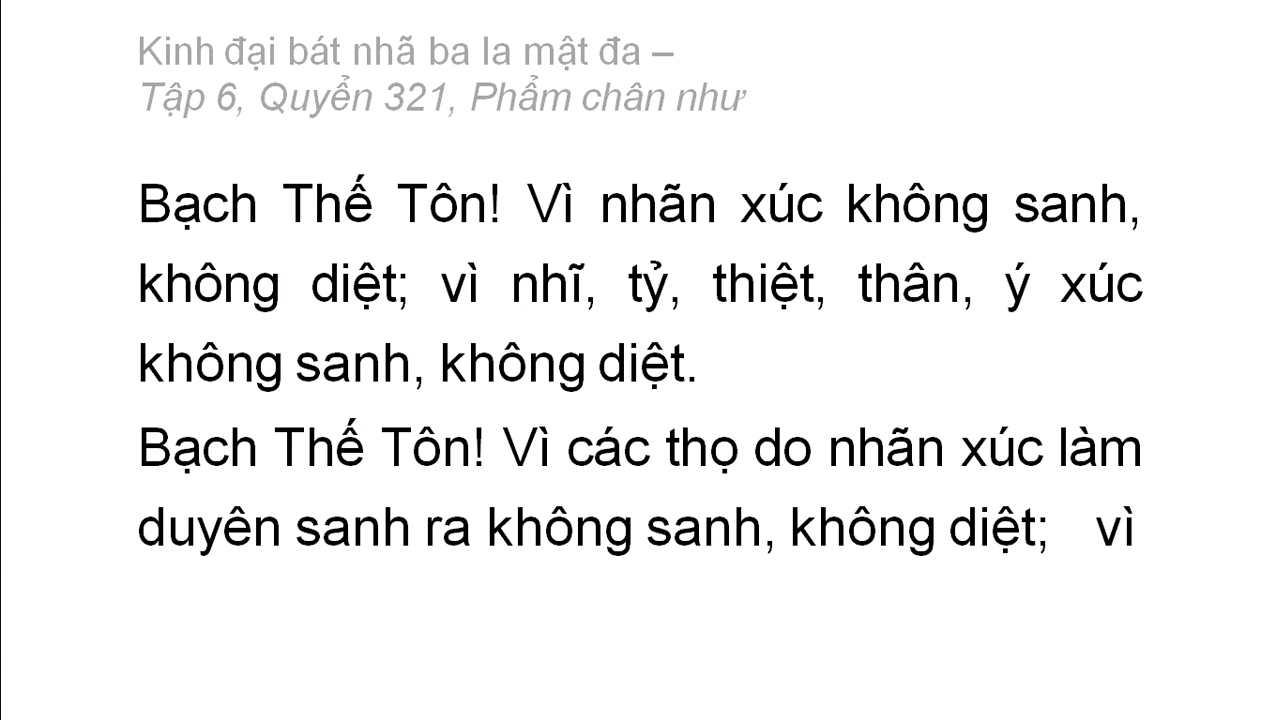 Kinh đại bát nhã ba la mật đa –
Tập 6, Quyển 321, Phẩm chân như
Bạch Thế Tôn! Vì nhãn xúc không sanh,
không diệt; vì nhĩ, tỷ, thiệt, thân, ý xúc
không sanh, không diệt.
Bạch Thế Tôn! Vì các thọ do nhãn xúc làm
duyên sanh ra không sanh, không diệt; vì